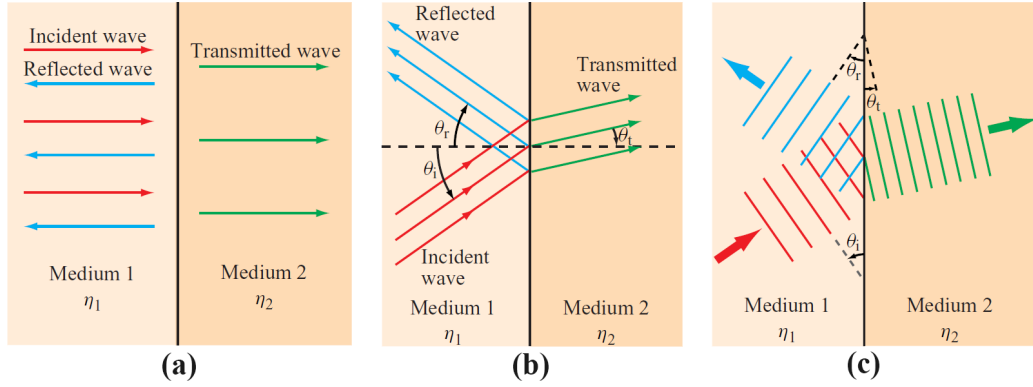 Incident wave
Reflected wave
Transmitted wave
Medium 1
η1
Medium 2
η2
(a)
Reflected
wave
Transmitted
wave
θr
θt
θi
Incident
wave
Medium 1
η1
Medium 2
η2
(b)
θr
θt
θi
Medium 1
η1
Medium 2
η2
(c)